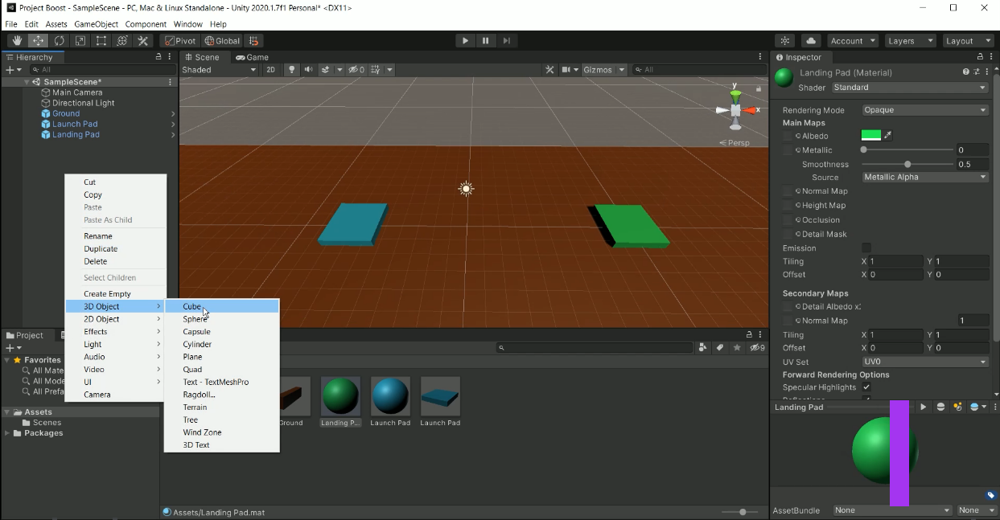 Project Boost - SampleScene - PC, Mac & Linux Standalone - Unity 2020.1.7f1 Personal* <DX11>
File Edit Assets GameObject Component Window Help
Pivot Global Account Layers Layout
Hierarchy
All
SampleScene*
Main Camera
Directional Light
Ground
Launch Pad
Landing Pad
Scene Game
Shaded 2D 0 Gizmos All
y
x
Persp
Cut
Copy
Paste
Paste As Child
Rename
Duplicate
Delete
Select Children
Create Empty
3D Object
2D Object
Effects
Light
Audio
Video
UI
Camera
Cube
Sphere
Capsule
Cylinder
Plane
Quad
Text - TextMeshPro
Ragdoll...
Terrain
Tree
Wind Zone
3D Text
Project
9
Favorites
All Mate
All Mode
All Prefa
Assets
Scenes
Packages
Ground Landing P... Launch Pad Launch Pad
Assets/Landing Pad.mat
Inspector
Landing Pad (Material)
Shader Standard
Rendering Mode Opaque
Main Maps
Albedo
Metallic 0
Smoothness 0.5
Source Metallic Alpha
Normal Map
Height Map
Occlusion
Detail Mask
Emission
Tiling X 1 Y 1
Offset X 0 Y 0
Secondary Maps
Detail Albedo x:
Normal Map 1
Tiling X 1 Y 1
Offset X 0 Y 0
UV Set UV0
Forward Rendering Options
Specular Highlights
Landing Pad
AssetBundle None None